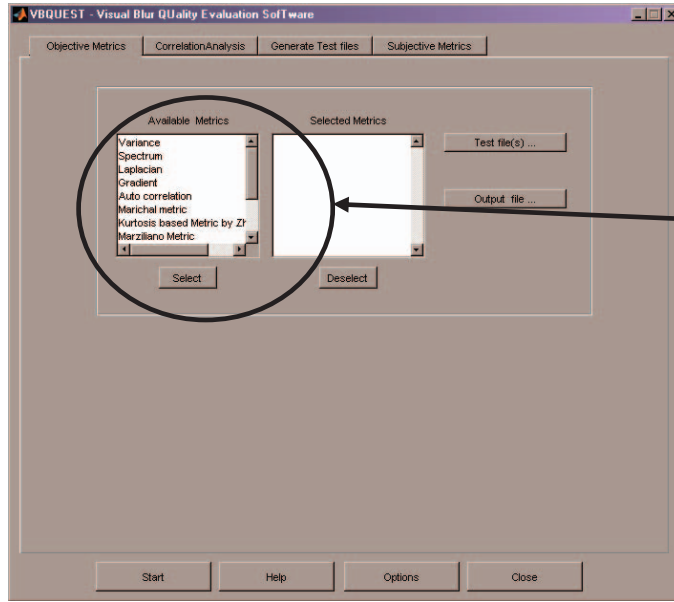 VBQUEST - Visual Blur QUality Evaluation SofTware
Objective Metrics
CorrelationAnalysis
Generate Test files
Subjective Metrics
Available Metrics
Selected Metrics
Variance
Spectrum
Laplacian
Gradient
Auto correlation
Marichal metric
Kurtosis based Metric by Zh
Marziliano Metric
Test file(s) ...
Output file ...
Select
Deselect
Start
Help
Options
Close